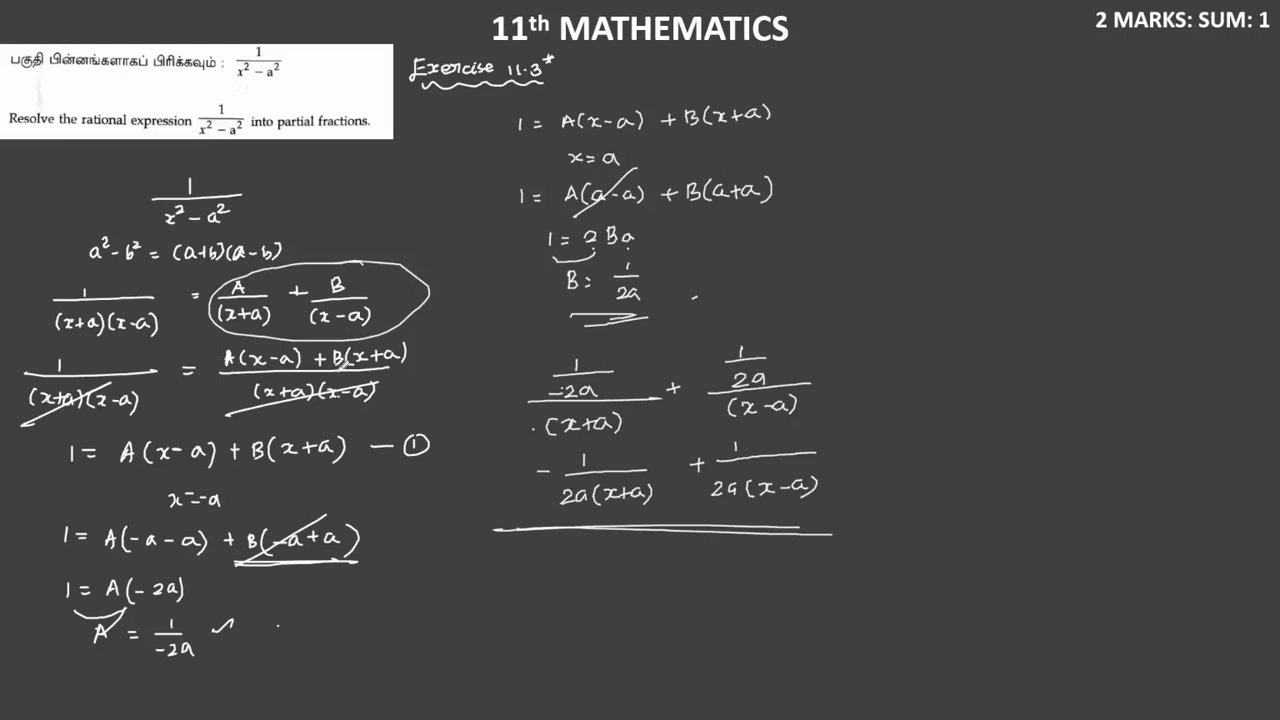 11th MATHEMATICS
2 MARKS: SUM: 1
பகுதி பின்னங்களாகப் பிரிக்கவும் : 1/(x² − a²)
Resolve the rational expression 1/(x² − a²) into partial fractions.
Exercise 11.3*
1/(x² − a²)
a² - b² = (a+b)(a-b)
1/((x+a)(x-a)) = A/(x+a) + B/(x-a)
1/((x+a)(x-a)) = (A(x-a) + B(x+a))/((x+a)(x-a))
1 = A(x-a) + B(x+a) — ①
x = -a
1 = A(-a-a) + B(-a+a)
1 = A(-2a)
A = 1/-2a ✓
1 = A(x-a) + B(x+a)
x = a
1 = A(a-a) + B(a+a)
1 = 2Ba
B = 1/2a
(1/-2a)/(x+a) + (1/2a)/(x-a)
- 1/(2a(x+a)) + 1/(2a(x-a))